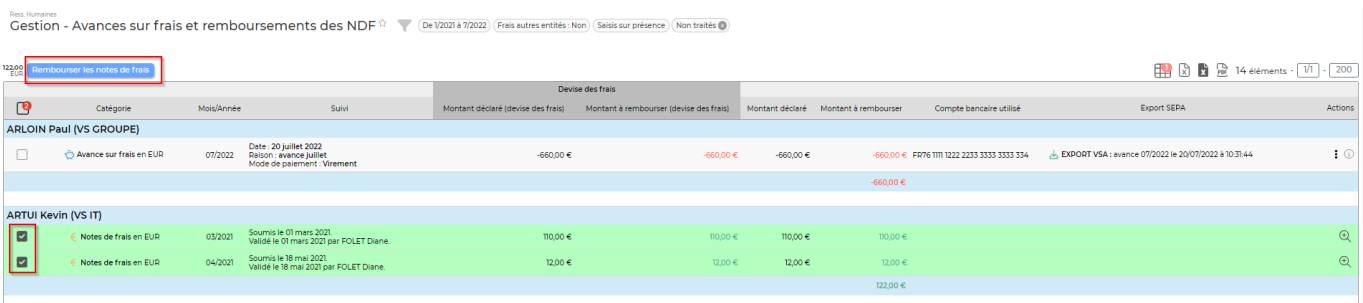 Ress. Humaines
Gestion - Avances sur frais et remboursements des NDF
De 1/2021 à 7/2022 Frais autres entités : Non Saisis sur présence Non traités
122,00 EUR Rembourser les notes de frais 3 14 éléments - 1/1 - 200
Devise des frais
2 Catégorie Mois/Année Suivi Montant déclaré (devise des frais) Montant à rembourser (devise des frais) Montant déclaré Montant à rembourser Compte bancaire utilisé Export SEPA Actions
ARLOIN Paul (VS GROUPE)
Avance sur frais en EUR 07/2022 Date : 20 juillet 2022
Raison : avance juillet
Mode de paiement : Virement
-660,00 € -660,00 € -660,00 € -660,00 € FR76 1111 1222 2233 3333 3333 334 EXPORT VSA : avance 07/2022 le 20/07/2022 à 10:31:44
-660,00 €
ARTUI Kevin (VS IT)
€ Notes de frais en EUR 03/2021 Soumis le 01 mars 2021.
Validé le 01 mars 2021 par FOLET Diane.
110,00 € 110,00 € 110,00 € 110,00 €
€ Notes de frais en EUR 04/2021 Soumis le 18 mai 2021.
Validé le 18 mai 2021 par FOLET Diane.
12,00 € 12,00 € 12,00 € 12,00 €
122,00 €